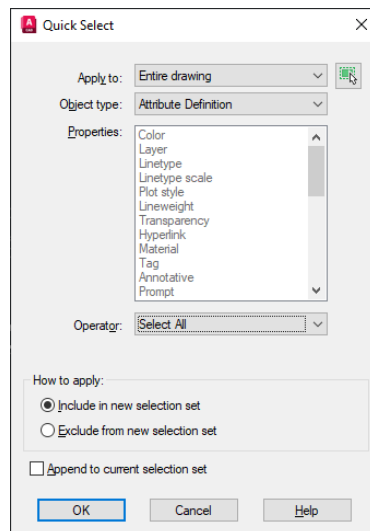 Quick Select
Apply to: Entire drawing
Object type: Attribute Definition
Properties: Color
Layer
Linetype
Linetype scale
Plot style
Lineweight
Transparency
Hyperlink
Material
Tag
Annotative
Prompt
Operator: Select All
How to apply:
Include in new selection set
Exclude from new selection set
Append to current selection set
OK Cancel Help